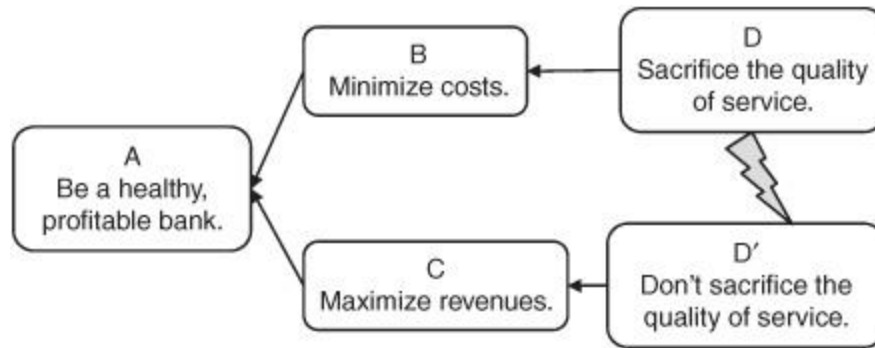 B
Minimize costs.
D
Sacrifice the quality
of service.
A
Be a healthy,
profitable bank.
C
Maximize revenues.
D′
Don’t sacrifice the
quality of service.